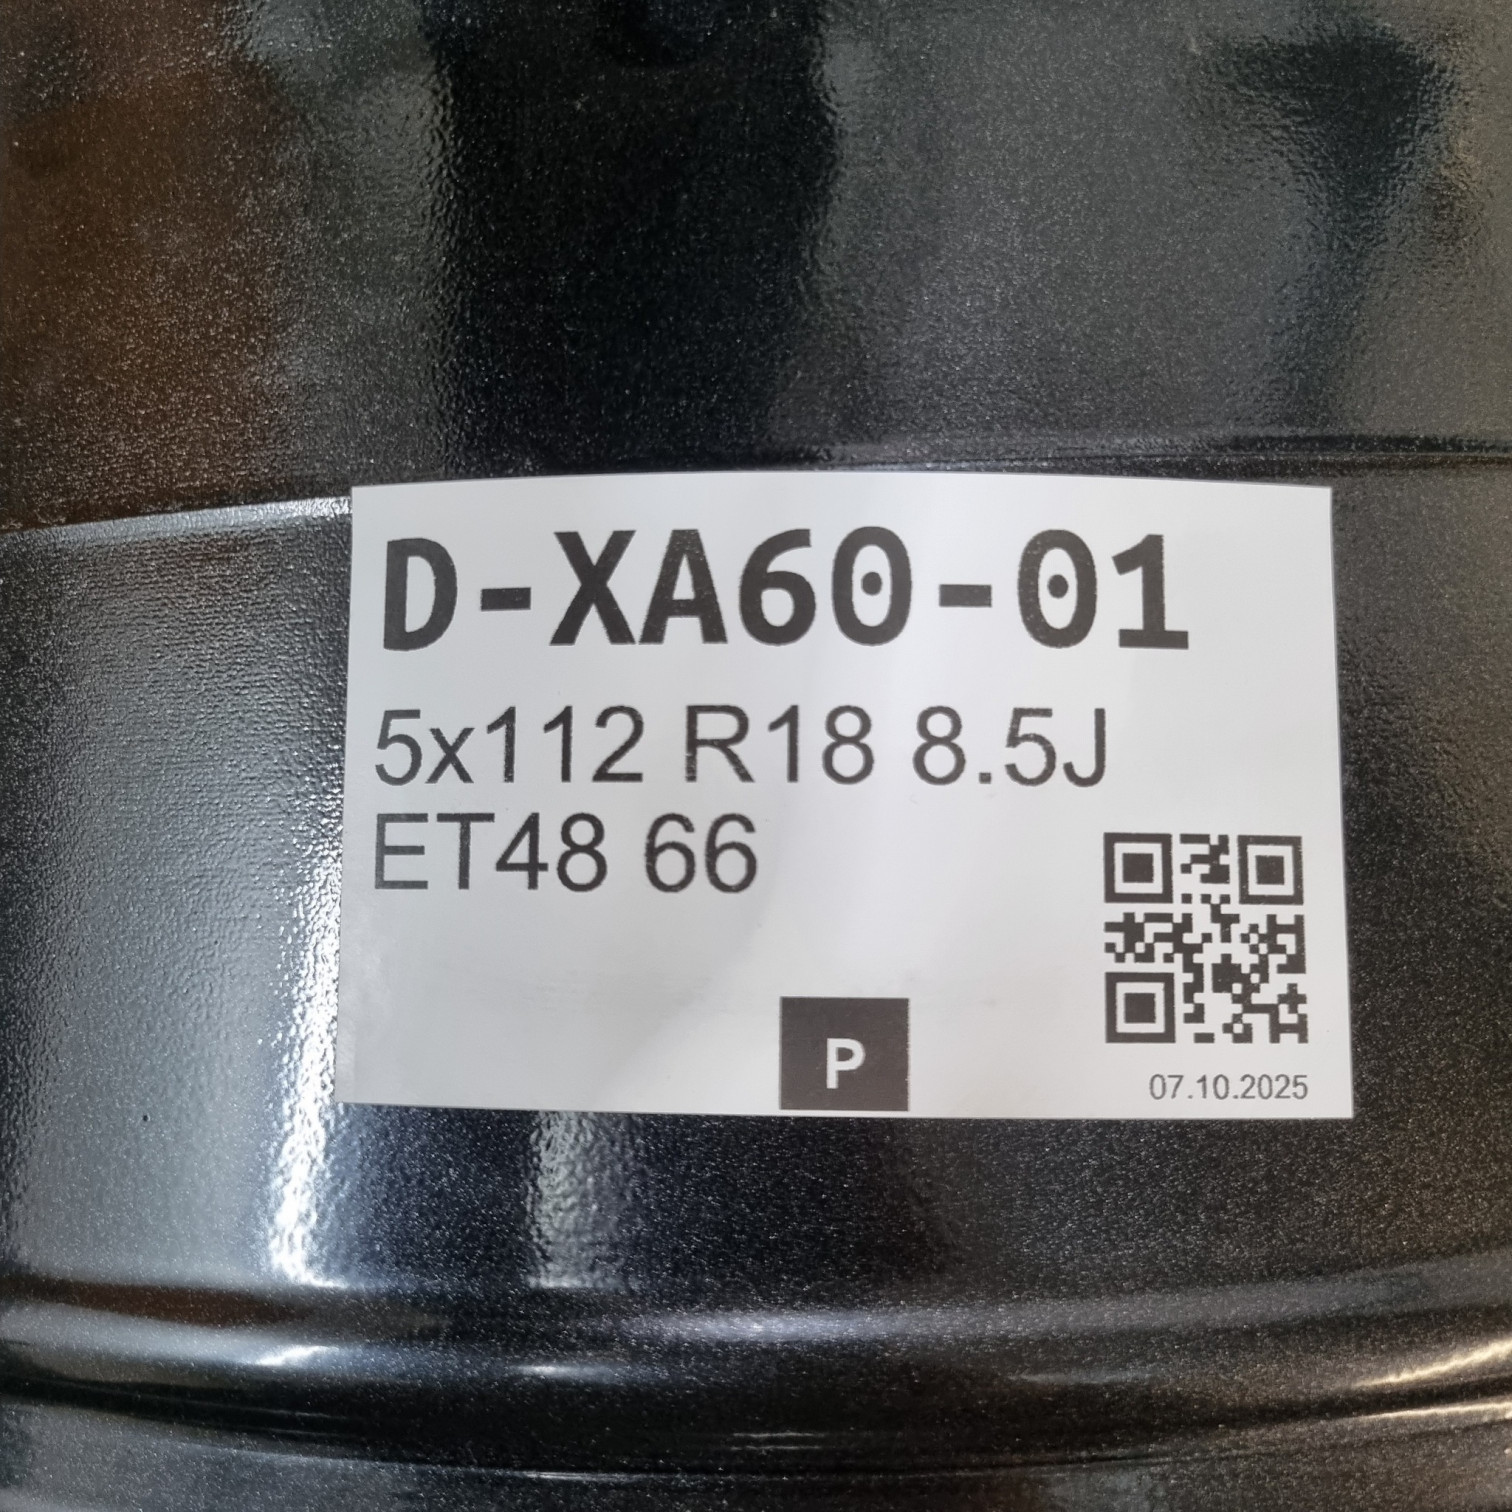 D-XA60-01
5x112 R18 8.5J
ET48 66
P
07.10.2025